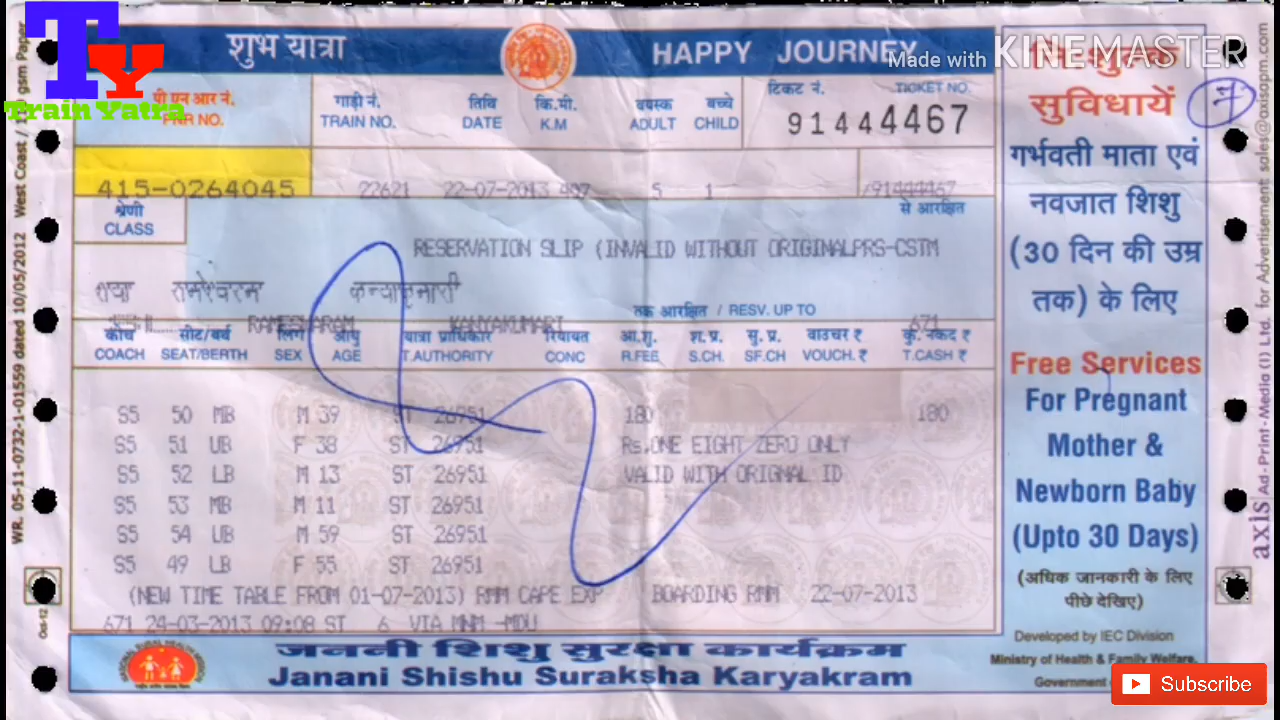 TY
Train Yatra
शुभ यात्रा
HAPPY JOURNEY
Made with KINEMASTER
पी एन आर नं. गाड़ी नं. तिथि कि.मी. वयस्क बच्चे टिकट नं. TICKET NO.
PNR NO. TRAIN NO. DATE K.M ADULT CHILD 91444467
415-0264045 22621 22-07-2013 407 5 1 /91444467
श्रेणी से आरक्षित
CLASS
RESERVATION SLIP (INVALID WITHOUT ORIGINALPRS-CSTM
कन्याकुमारी
तक आरक्षित / RESV. UP TO
RAMESWARAM KANYAKUMARI 671
कोच सीट/बर्थ लिंग आयु यात्रा प्राधिकार रियायत आ.शु. श.प्र. सु.प्र. वाउचर ₹ कु. नकद ₹
COACH SEAT/BERTH SEX AGE T.AUTHORITY CONC R.FEE. S.CH. SF.CH VOUCH. ₹ T.CASH ₹
S5 50 MB M 39 ST 26951 180 180
S5 51 UB F 38 ST 26951 Rs.ONE EIGHT ZERO ONLY
S5 52 LB M 13 ST 26951 VALID WITH ORIGNAL ID
S5 53 MB M 11 ST 26951
S5 54 UB M 59 ST 26951
S5 49 LB F 55 ST 26951
(NEW TIME TABLE FROM 01-07-2013) RMM CAPE EXP BOARDING RMM 22-07-2013
671 24-03-2013 09:08 ST 6 VIA MNM -MDU
जननी शिशु सुरक्षा कार्यक्रम
Janani Shishu Suraksha Karyakram
निःशुल्क
सुविधायें
गर्भवती माता एवं
नवजात शिशु
(30 दिन की उम्र
तक) के लिए
Free Services
For Pregnant
Mother &
Newborn Baby
(Upto 30 Days)
(अधिक जानकारी के लिए
पीछे देखिए)
Developed by IEC Division
Ministry of Health & Family Welfare,
Government
Subscribe
WR. 05-11-0732-1-01559 dated 10/05/2012 West Coast / gsm Paper
Oct-12
axis Ad-Print-Media (I) Ltd. for Advertisement sales@axisapm.com